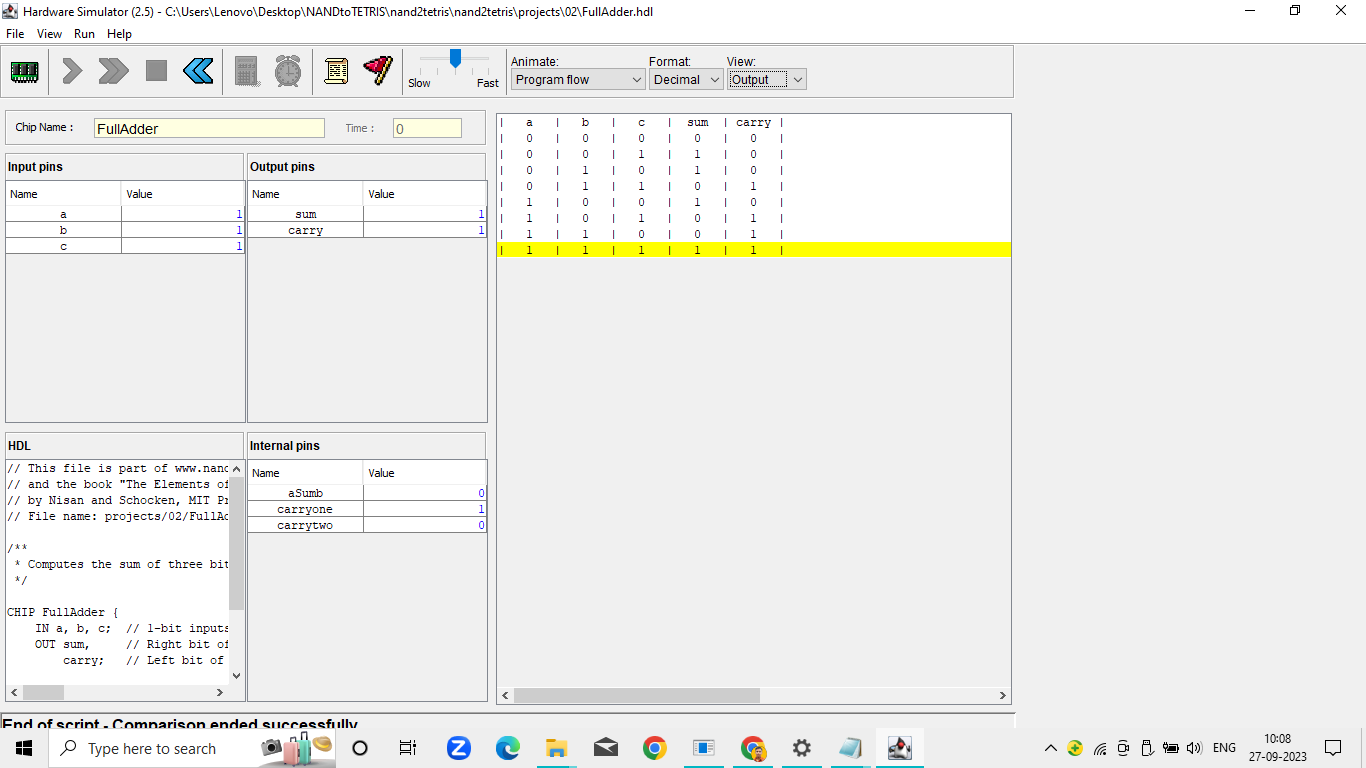 Hardware Simulator (2.5) - C:\Users\Lenovo\Desktop\NANDtoTETRIS\nand2tetris\nand2tetris\projects\02\FullAdder.hdl
File View Run Help
Animate: Format: View:
Slow Fast Program flow Decimal Output
Chip Name : FullAdder Time : 0
Input pins
Name Value
a 1
b 1
c 1
Output pins
Name Value
sum 1
carry 1
| a | b | c | sum | carry |
| 0 | 0 | 0 | 0 | 0 |
| 0 | 0 | 1 | 1 | 0 |
| 0 | 1 | 0 | 1 | 0 |
| 0 | 1 | 1 | 0 | 1 |
| 1 | 0 | 0 | 1 | 0 |
| 1 | 0 | 1 | 0 | 1 |
| 1 | 1 | 0 | 0 | 1 |
| 1 | 1 | 1 | 1 | 1 |
HDL
// This file is part of www.nand
// and the book "The Elements of
// by Nisan and Schocken, MIT Pr
// File name: projects/02/FullAd
/**
* Computes the sum of three bit
*/
CHIP FullAdder {
IN a, b, c; // 1-bit inputs
OUT sum, // Right bit of
carry; // Left bit of
Internal pins
Name Value
aSumb 0
carryone 1
carrytwo 0
End of script - Comparison ended successfully
Type here to search
ENG
10:08
27-09-2023